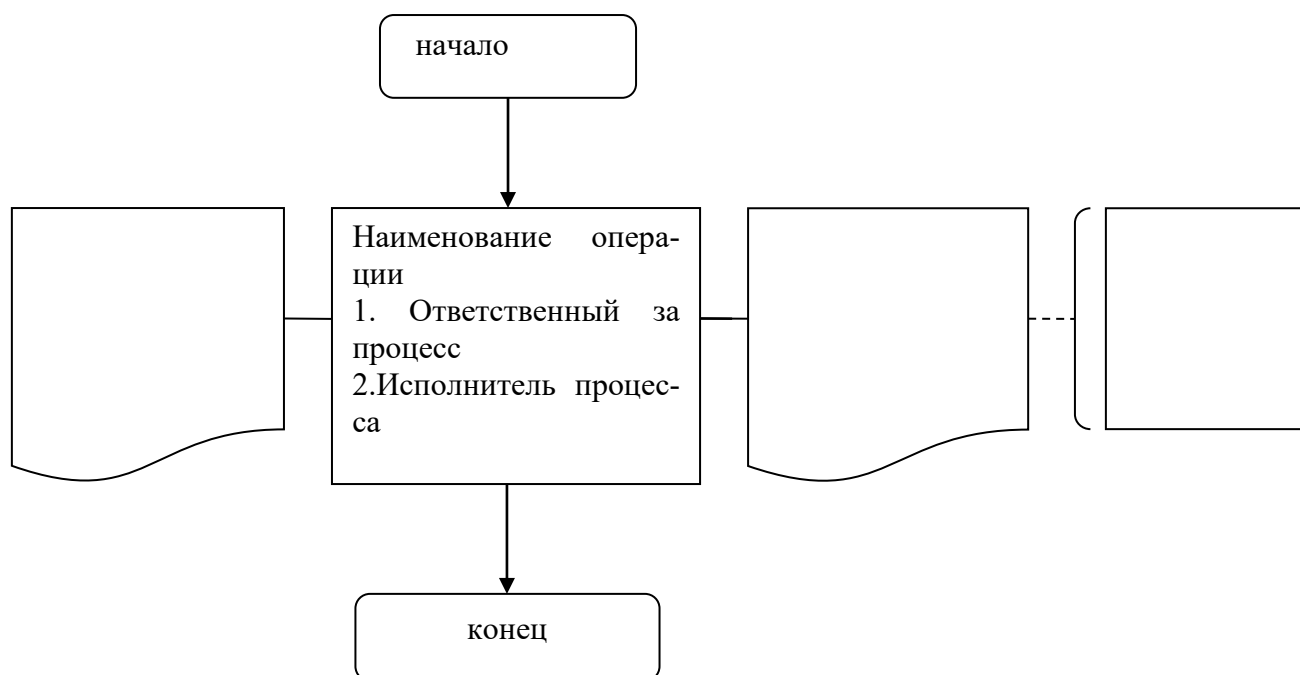 начало
Наименование опера-
ции
1. Ответственный за
процесс
2.Исполнитель процес-
са
конец